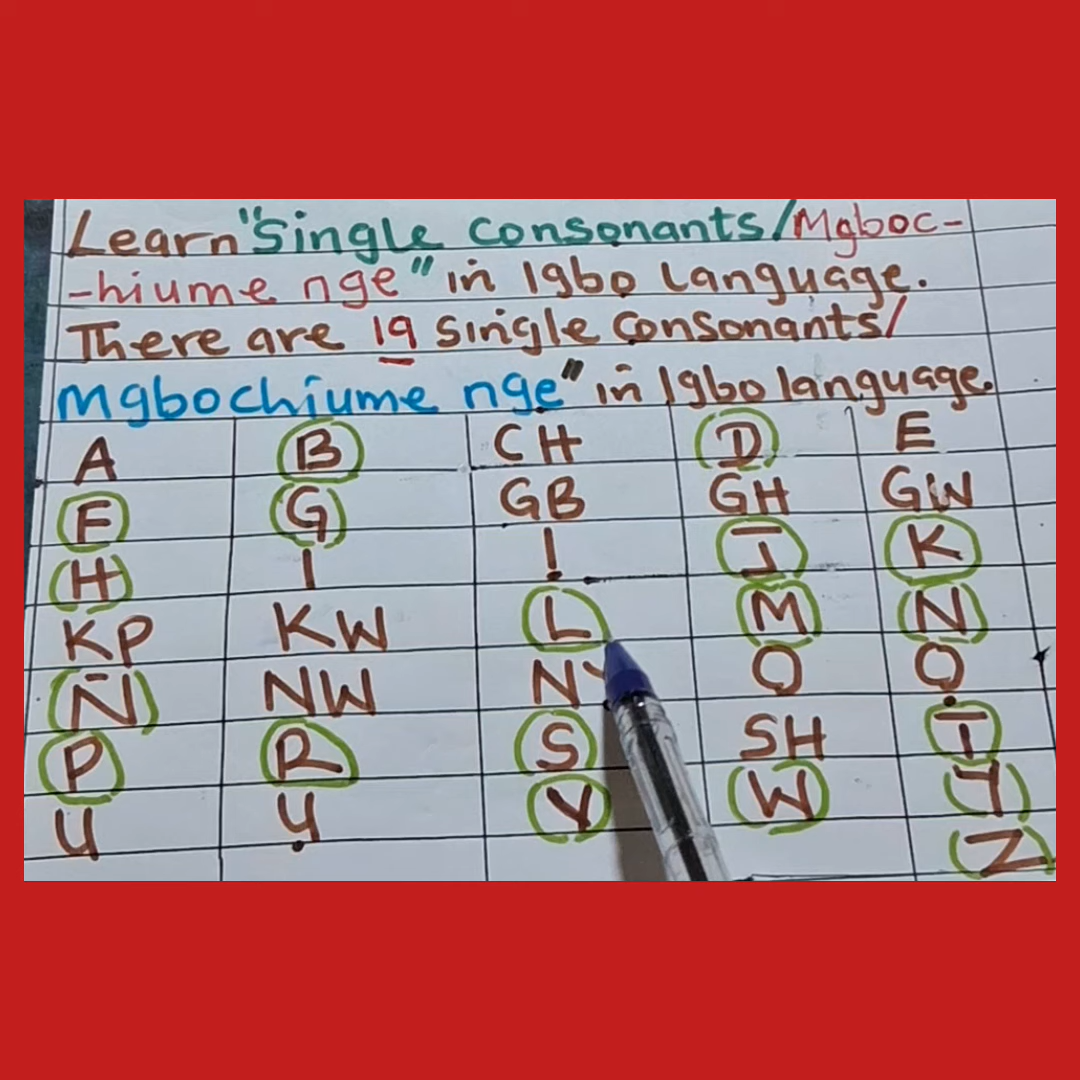 Learn "Single consonants/Mgboc-
-hiume nge" in Igbo Language.
There are 19 single consonants/
Mgbochiume nge" in Igbo language.
A B CH D E
F G GB GH GW
H I Ị J K
KP KW L M N
Ñ NW NY O Ọ
P R S SH T
U Ụ V W Y
Z